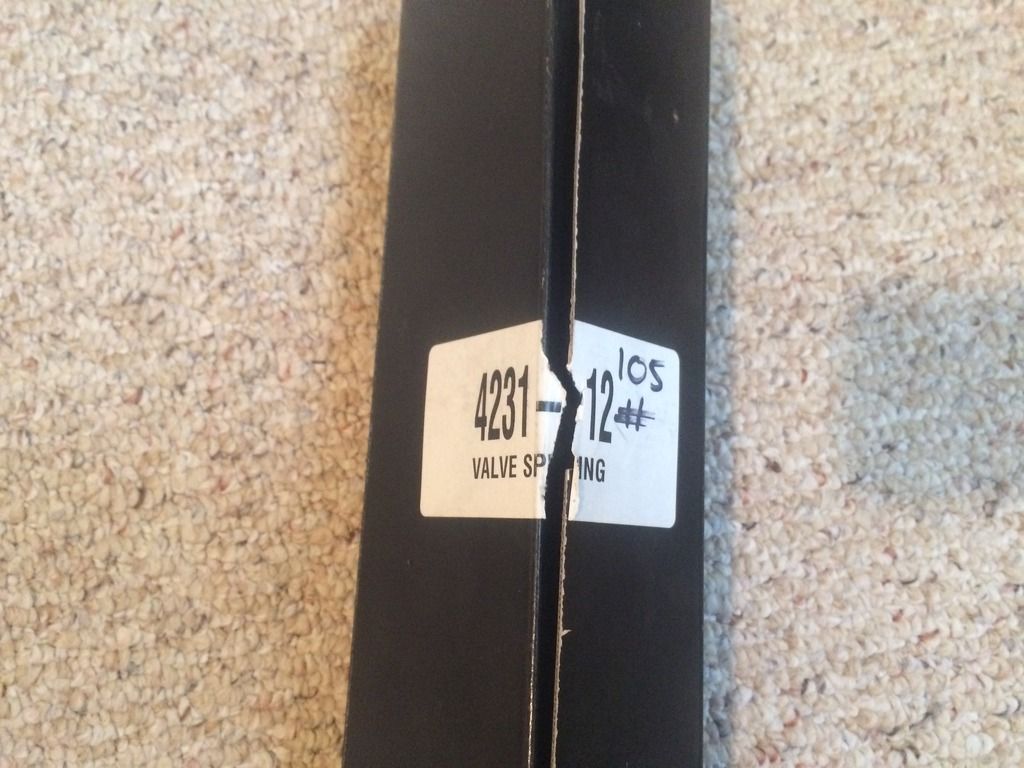 105
4231-12 #
VALVE SP ING